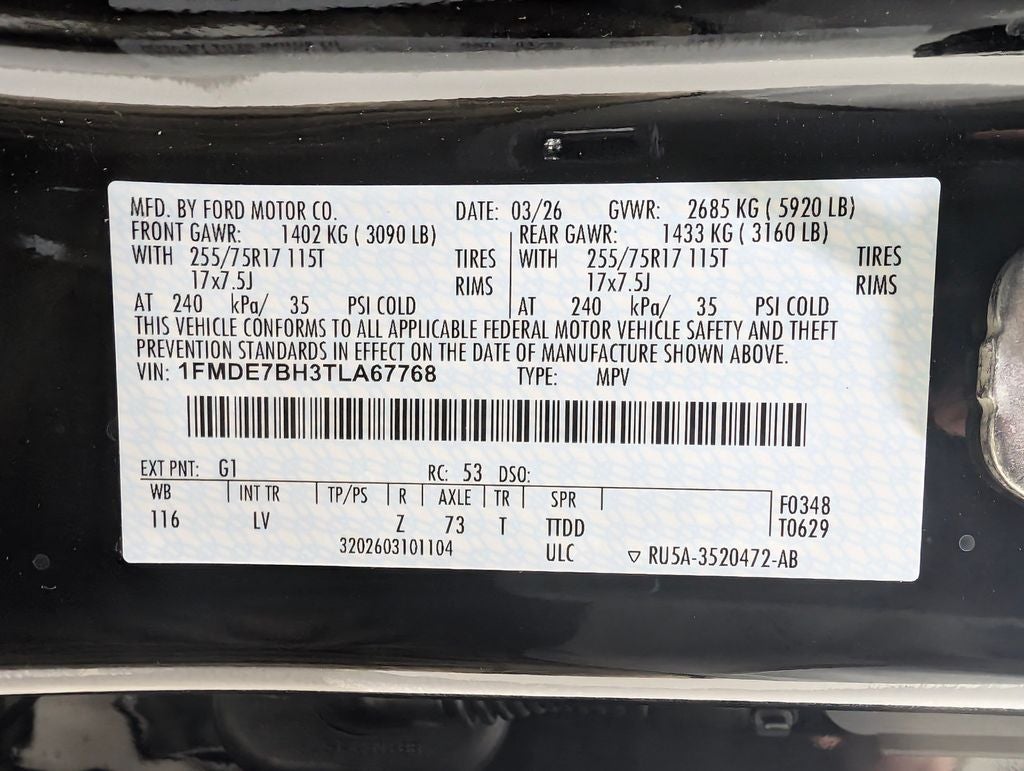 MFD. BY FORD MOTOR CO. DATE: 03/26 GVWR: 2685 KG ( 5920 LB)
FRONT GAWR: 1402 KG ( 3090 LB) REAR GAWR: 1433 KG ( 3160 LB)
WITH 255/75R17 115T TIRES WITH 255/75R17 115T TIRES
17x7.5J RIMS 17x7.5J RIMS
AT 240 kPa/ 35 PSI COLD AT 240 kPa/ 35 PSI COLD
THIS VEHICLE CONFORMS TO ALL APPLICABLE FEDERAL MOTOR VEHICLE SAFETY AND THEFT
PREVENTION STANDARDS IN EFFECT ON THE DATE OF MANUFACTURE SHOWN ABOVE.
VIN: 1FMDE7BH3TLA67768 TYPE: MPV
EXT PNT: G1 RC: 53 DSO:
WB INT TR TP/PS R AXLE TR SPR F0348
116 LV Z 73 T TTDD T0629
3202603101104 ULC ▽ RU5A-3520472-AB